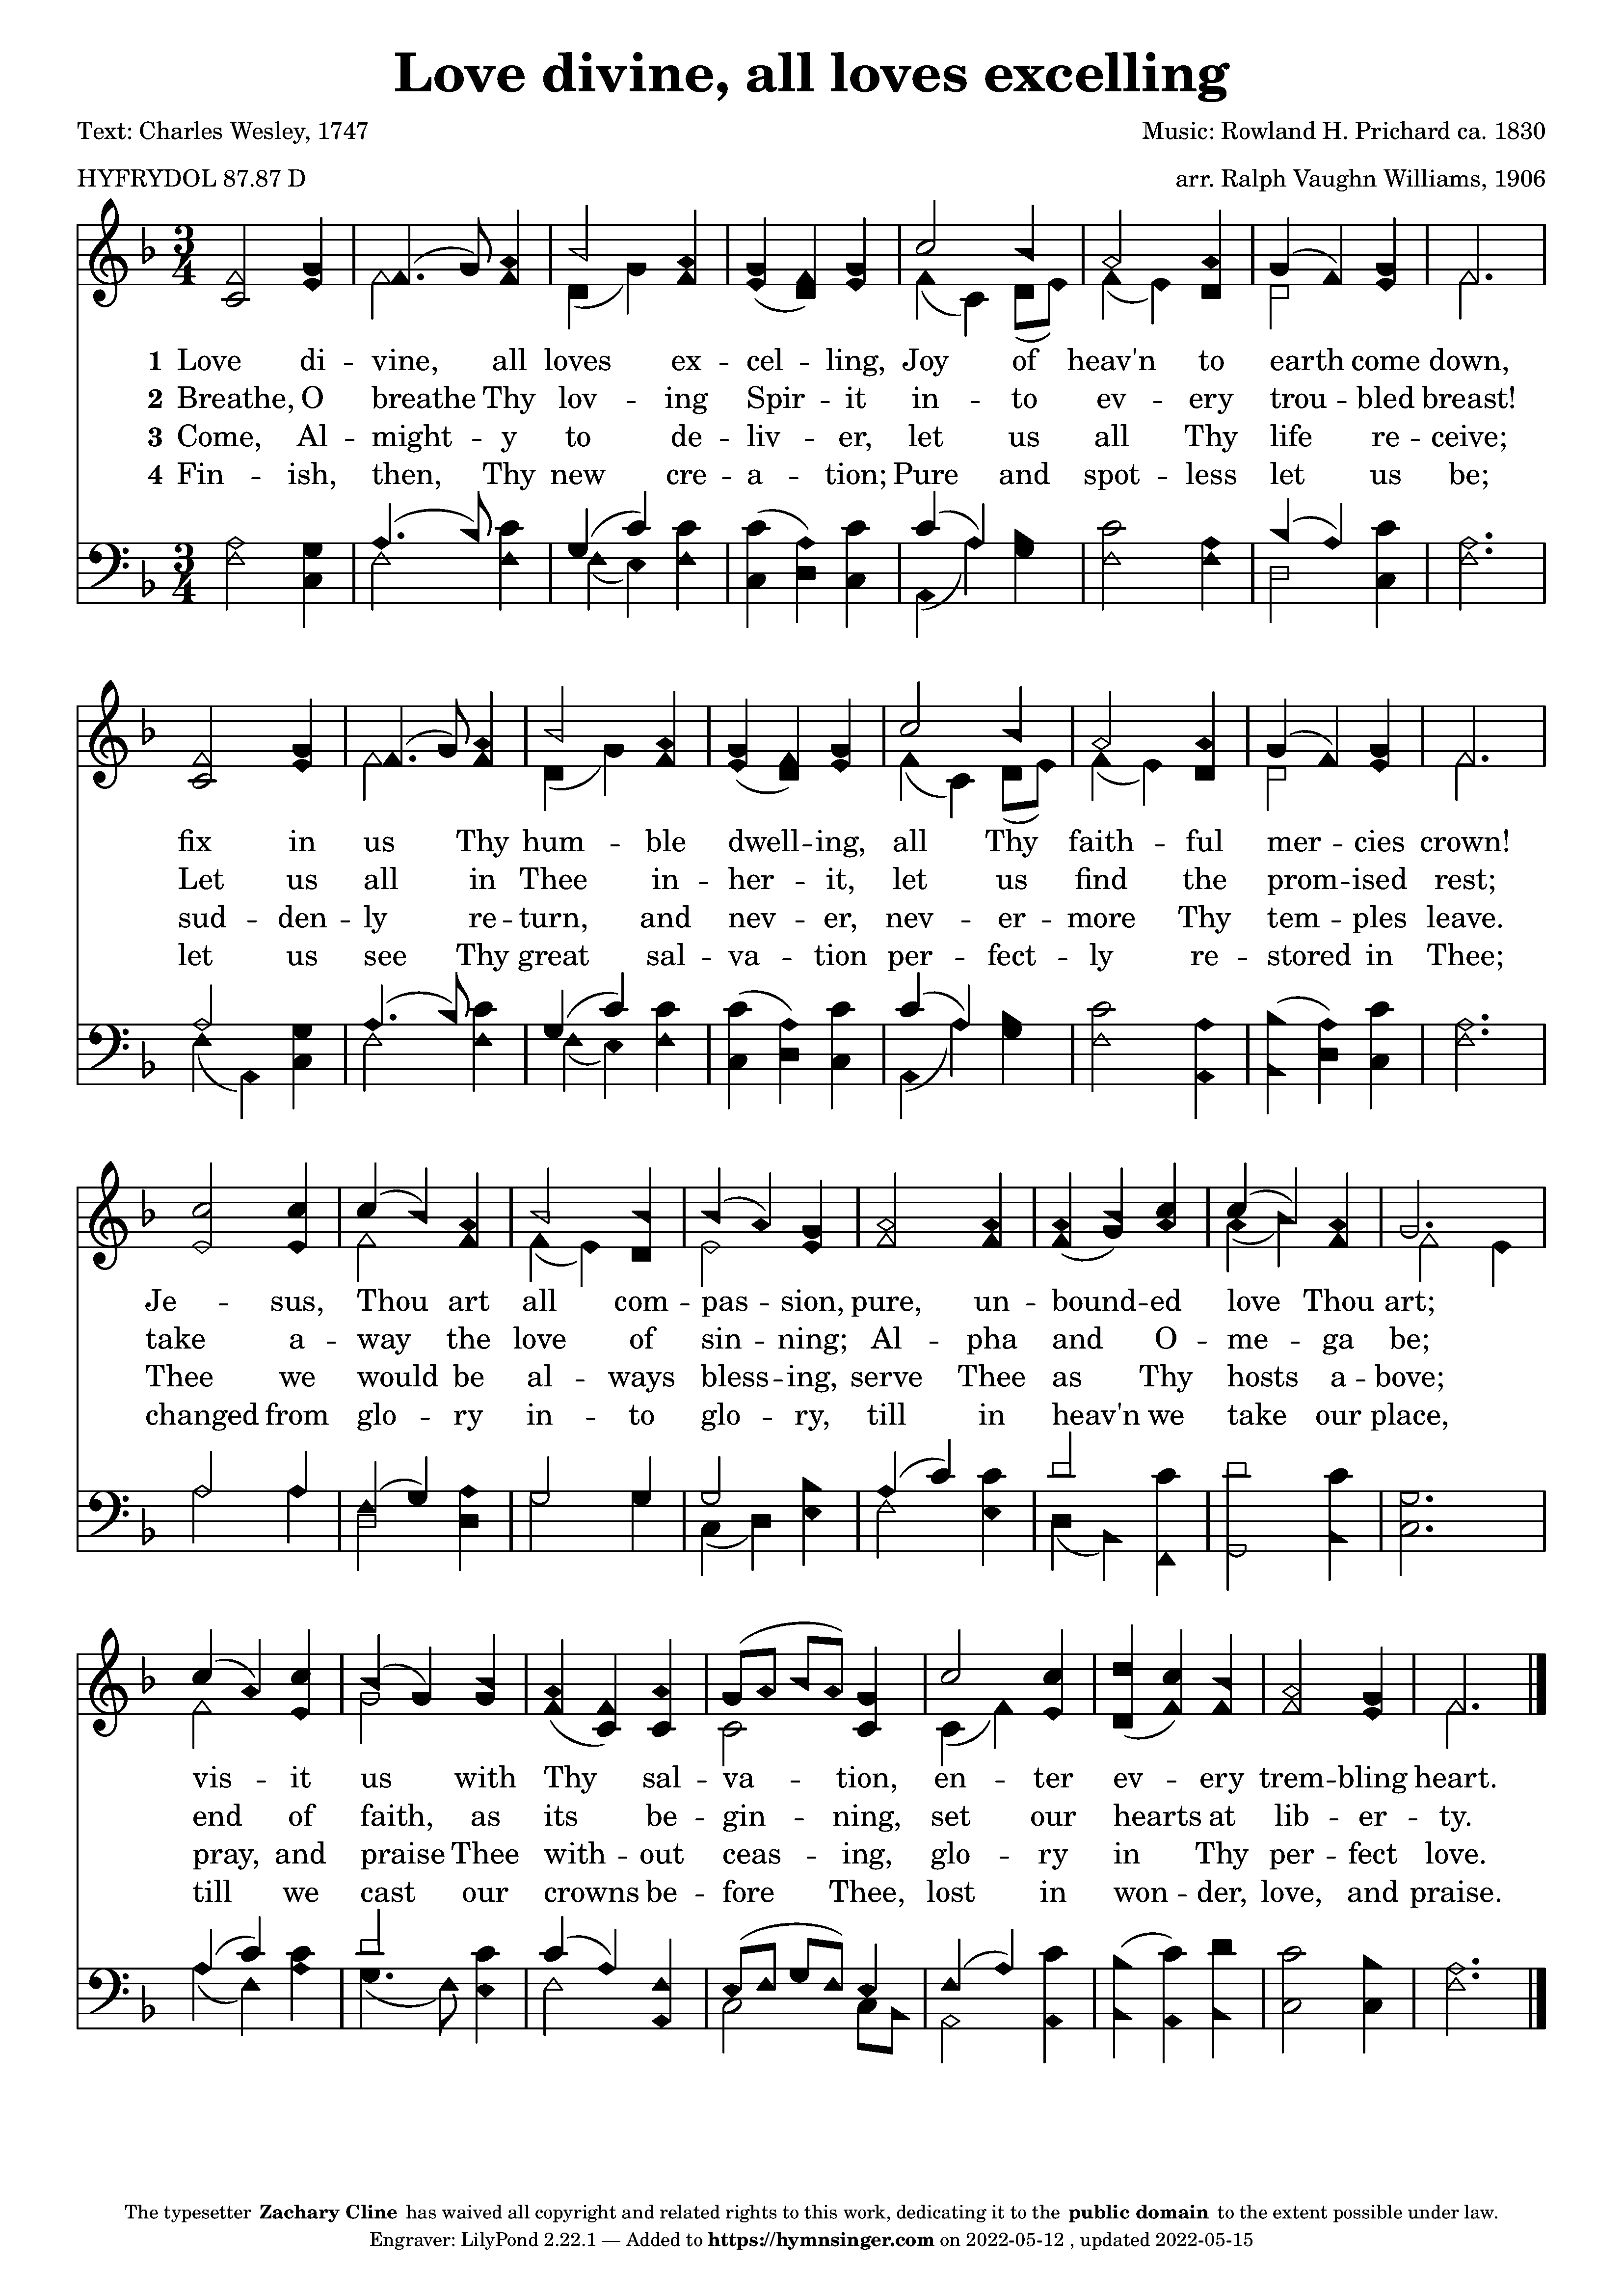 Love divine, all loves excelling
Text: Charles Wesley, 1747
Music: Rowland H. Prichard ca. 1830
HYFRYDOL 87.87 D
arr. Ralph Vaughn Williams, 1906
1 Love di -- vine, all loves ex -- cel -- ling, Joy of heav'n to earth come down,
2 Breathe, O breathe Thy lov -- ing Spir -- it in -- to ev -- ery trou -- bled breast!
3 Come, Al -- might -- y to de -- liv -- er, let us all Thy life re -- ceive;
4 Fin -- ish, then, Thy new cre -- a -- tion; Pure and spot -- less let us be;
fix in us Thy hum -- ble dwell -- ing, all Thy faith -- ful mer -- cies crown!
Let us all in Thee in -- her -- it, let us find the prom -- ised rest;
sud -- den -- ly re -- turn, and nev -- er, nev -- er -- more Thy tem -- ples leave.
let us see Thy great sal -- va -- tion per -- fect -- ly re -- stored in Thee;
Je -- sus, Thou art all com -- pas -- sion, pure, un -- bound -- ed love Thou art;
take a -- way the love of sin -- ning; Al -- pha and O -- me -- ga be;
Thee we would be al -- ways bless -- ing, serve Thee as Thy hosts a -- bove;
changed from glo -- ry in -- to glo -- ry, till in heav'n we take our place,
vis -- it us with Thy sal -- va -- tion, en -- ter ev -- ery trem -- bling heart.
end of faith, as its be -- gin -- ning, set our hearts at lib -- er -- ty.
pray, and praise Thee with -- out ceas -- ing, glo -- ry in Thy per -- fect love.
till we cast our crowns be -- fore Thee, lost in won -- der, love, and praise.
The typesetter Zachary Cline has waived all copyright and related rights to this work, dedicating it to the public domain to the extent possible under law.
Engraver: LilyPond 2.22.1 — Added to https://hymnsinger.com on 2022-05-12 , updated 2022-05-15